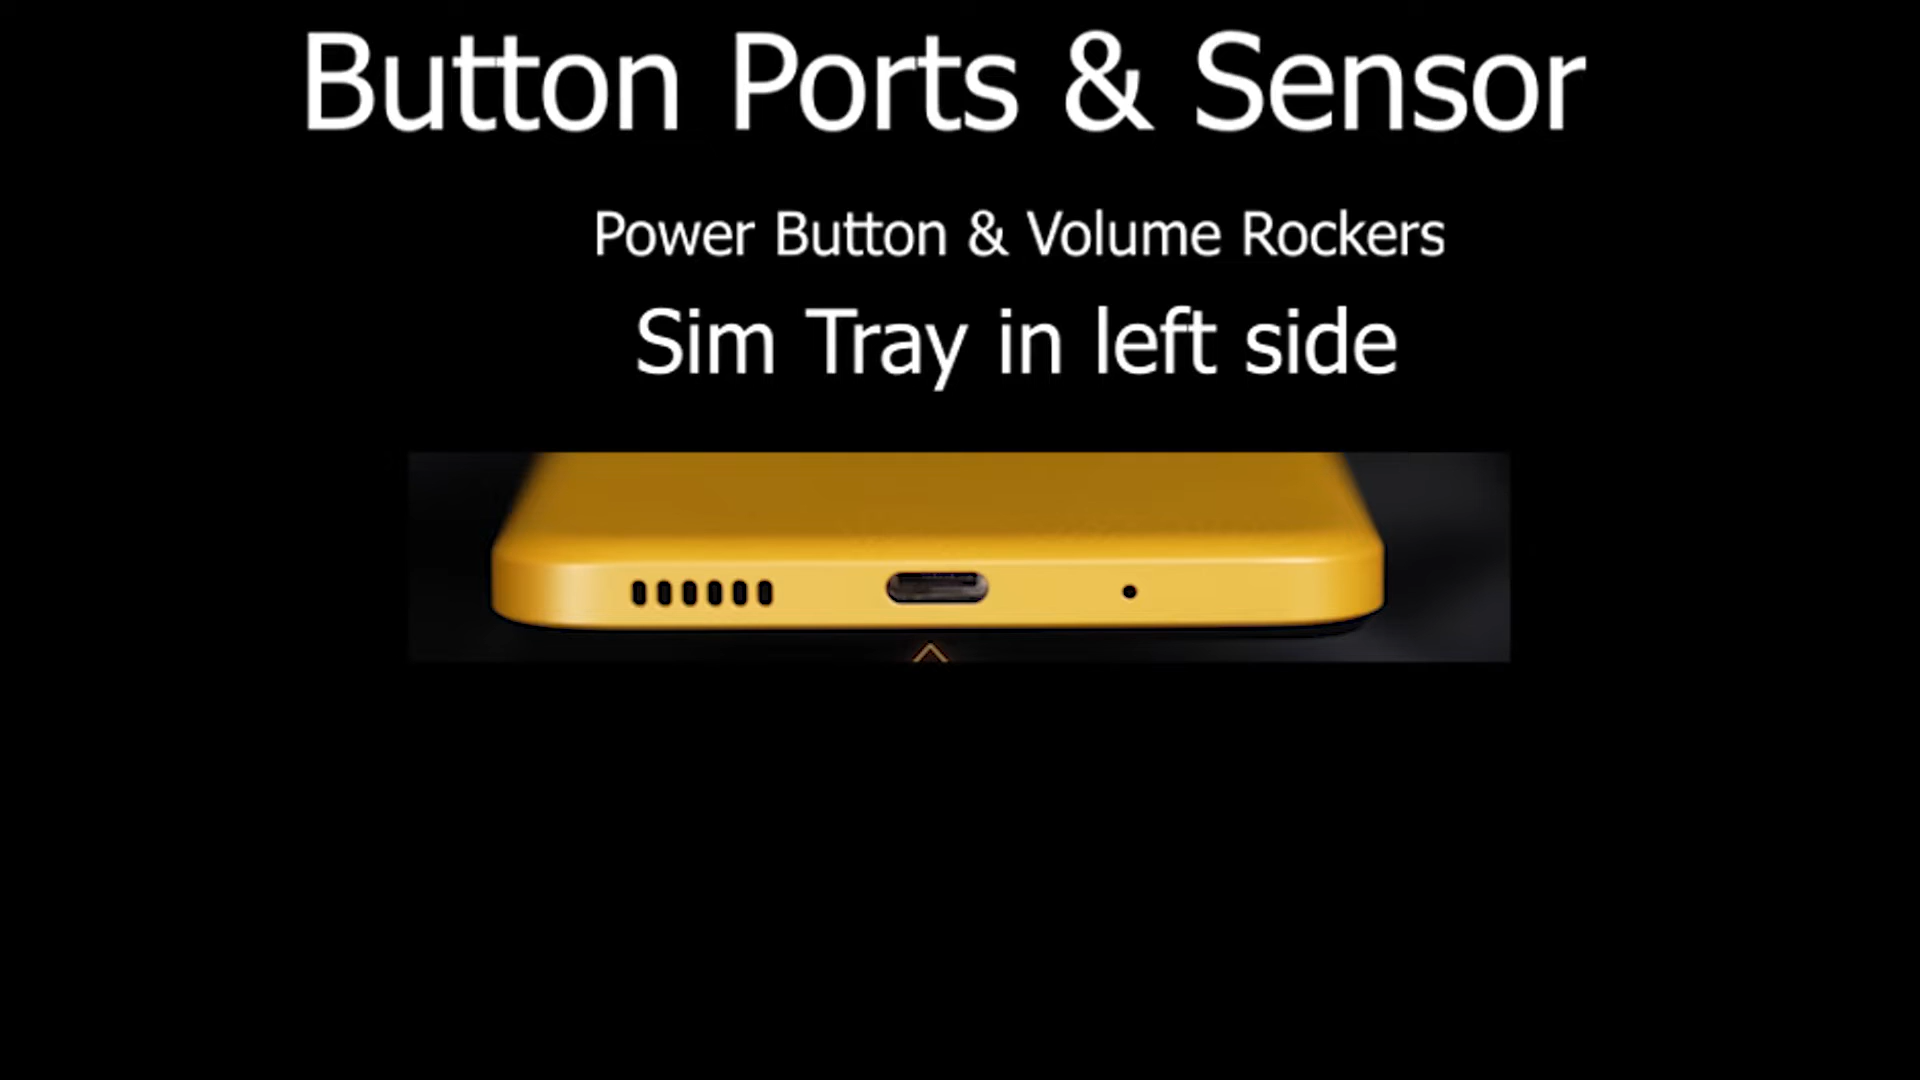 Button Ports & Sensor
Power Button & Volume Rockers
Sim Tray in left side